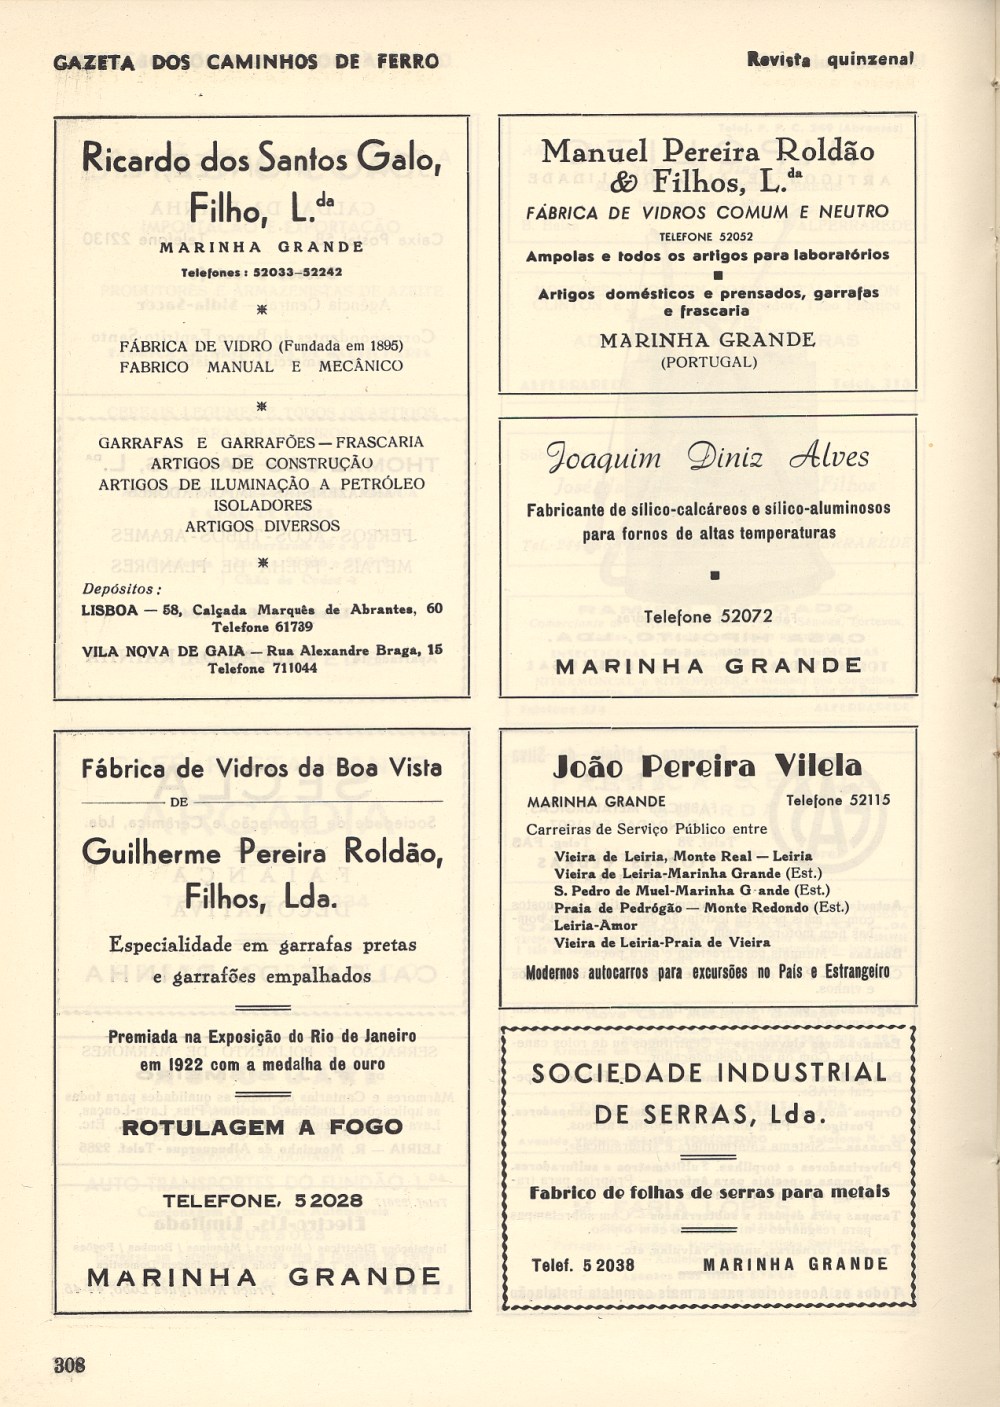 GAZETA DOS CAMINHOS DE FERRO
Revista quinzenal
Ricardo dos Santos Galo,
Filho, L.da
MARINHA GRANDE
Telefones : 52033-52242
FÁBRICA DE VIDRO (Fundada em 1895)
FABRICO MANUAL E MECÂNICO
GARRAFAS E GARRAFÕES — FRASCARIA
ARTIGOS DE CONSTRUÇÃO
ARTIGOS DE ILUMINAÇÃO A PETRÓLEO
ISOLADORES
ARTIGOS DIVERSOS
Depósitos :
LISBOA — 58, Calçada Marquês de Abrantes, 60
Telefone 61739
VILA NOVA DE GAIA — Rua Alexandre Braga, 15
Telefone 711044
Manuel Pereira Roldão
& Filhos, L.da
FÁBRICA DE VIDROS COMUM E NEUTRO
TELEFONE 52052
Ampolas e todos os artigos para laboratórios
Artigos domésticos e prensados, garrafas
e frascaria
MARINHA GRANDE
(PORTUGAL)
Joaquim Diniz Alves
Fabricante de sílico-calcáreos e sílico-aluminosos
para fornos de altas temperaturas
Telefone 52072
MARINHA GRANDE
Fábrica de Vidros da Boa Vista
DE
Guilherme Pereira Roldão,
Filhos, Lda.
Especialidade em garrafas pretas
e garrafões empalhados
Premiada na Exposição do Rio de Janeiro
em 1922 com a medalha de ouro
ROTULAGEM A FOGO
TELEFONE, 52028
MARINHA GRANDE
João Pereira Vilela
MARINHA GRANDE Telefone 52115
Carreiras de Serviço Público entre
Vieira de Leiria, Monte Real — Leiria
Vieira de Leiria-Marinha Grande (Est.)
S. Pedro de Muel-Marinha G ande (Est.)
Praia de Pedrógão — Monte Redondo (Est.)
Leiria-Amor
Vieira de Leiria-Praia de Vieira
Modernos autocarros para excursões no País e Estrangeiro
SOCIEDADE INDUSTRIAL
DE SERRAS, Lda.
Fabrico de folhas de serras para metais
Telef. 52038 MARINHA GRANDE
308